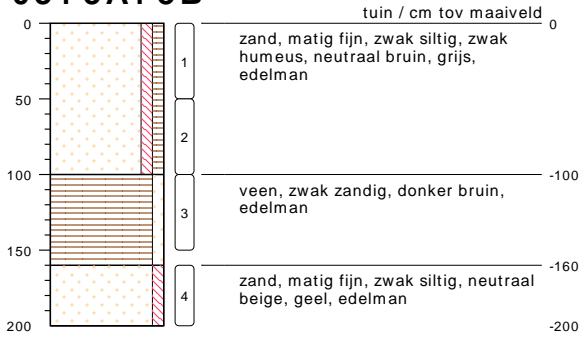 tuin / cm tov maaiveld
0
0
zand, matig fijn, zwak siltig, zwak
humeus, neutraal bruin, grijs,
edelman
1
50
2
100
-100
veen, zwak zandig, donker bruin,
edelman
3
150
-160
zand, matig fijn, zwak siltig, neutraal
beige, geel, edelman
4
200
-200